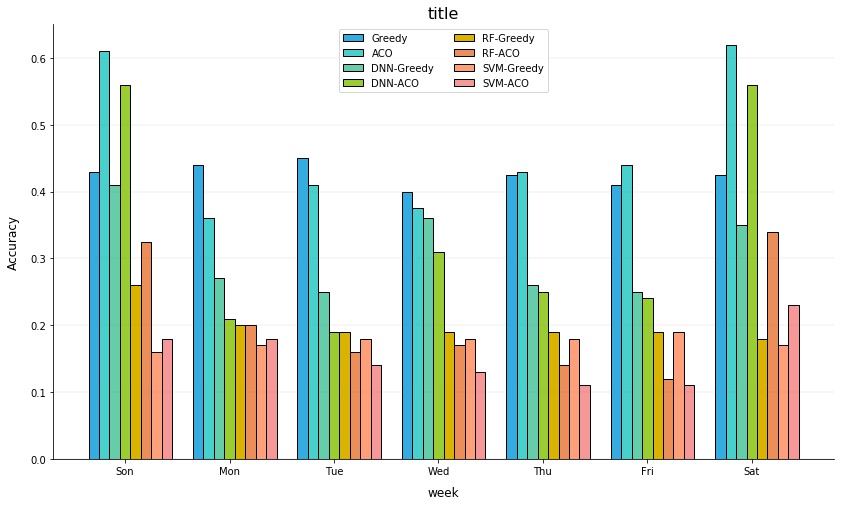 title
Greedy
ACO
DNN-Greedy
DNN-ACO
RF-Greedy
RF-ACO
SVM-Greedy
SVM-ACO
Accuracy
0.6
0.5
0.4
0.3
0.2
0.1
0.0
Son Mon Tue Wed Thu Fri Sat
week